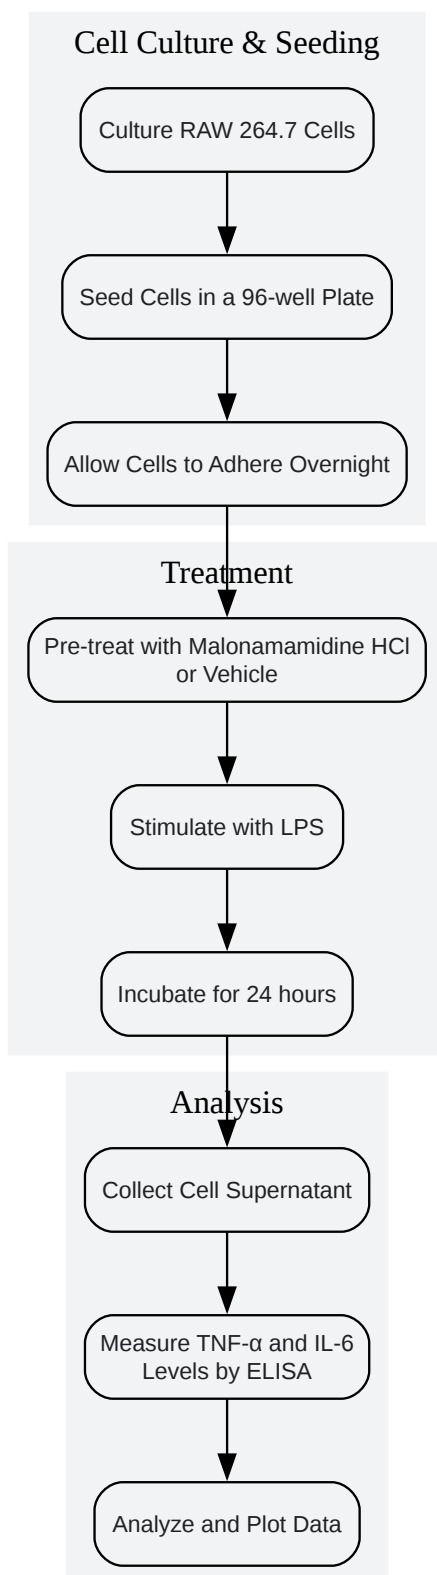 Cell Culture & Seeding
Culture RAW 264.7 Cells
Seed Cells in a 96-well Plate
Allow Cells to Adhere Overnight
Treatment
Pre-treat with Malonamamidine HCl
or Vehicle
Stimulate with LPS
Incubate for 24 hours
Analysis
Collect Cell Supernatant
Measure TNF-α and IL-6
Levels by ELISA
Analyze and Plot Data